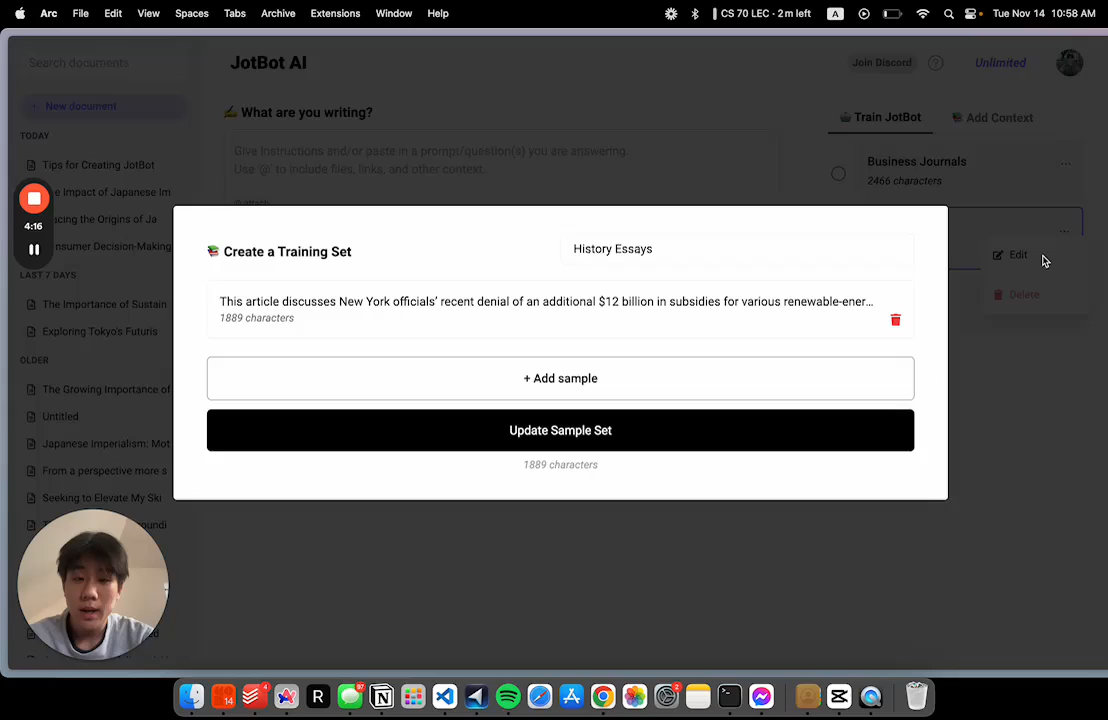 Arc File Edit View Spaces Tabs Archive Extensions Window Help
CS 70 LEC · 2m left
A
Tue Nov 14 10:58 AM
Search documents
JotBot AI
Join Discord
?
Unlimited
+ New document
✍️ What are you writing?
Train JotBot
Add Context
TODAY
Give instructions and/or paste in a prompt/question(s) you are answering.
Use '@' to include files, links, and other context.
Tips for Creating JotBot
Business Journals
...
2466 characters
e Impact of Japanese Im
4:16
cing the Origins of Ja
nsumer Decision-Making
...
📚 Create a Training Set
History Essays
Edit
LAST 7 DAYS
Delete
The Importance of Sustain
This article discusses New York officials' recent denial of an additional $12 billion in subsidies for various renewable-ener...
1889 characters
Exploring Tokyo's Futuris
OLDER
+ Add sample
The Growing Importance of
Untitled
Update Sample Set
Japanese Imperialism: Mot
1889 characters
From a perspective more s
Seeking to Elevate My Ski
14
4
R
97
2